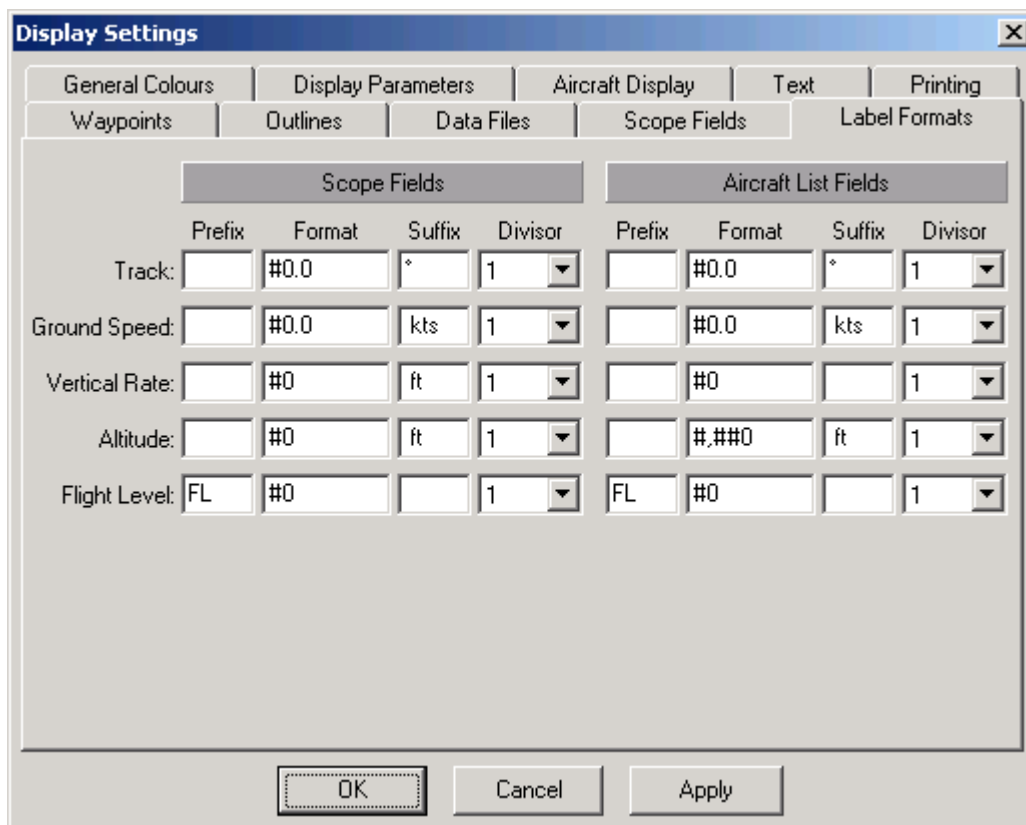 Display Settings
General Colours Display Parameters Aircraft Display Text Printing
Waypoints Outlines Data Files Scope Fields Label Formats
Scope Fields Aircraft List Fields
Prefix Format Suffix Divisor Prefix Format Suffix Divisor
Track: #0.0 ° 1 #0.0 ° 1
Ground Speed: #0.0 kts 1 #0.0 kts 1
Vertical Rate: #0 ft 1 #0 1
Altitude: #0 ft 1 #,##0 ft 1
Flight Level: FL #0 1 FL #0 1
OK Cancel Apply